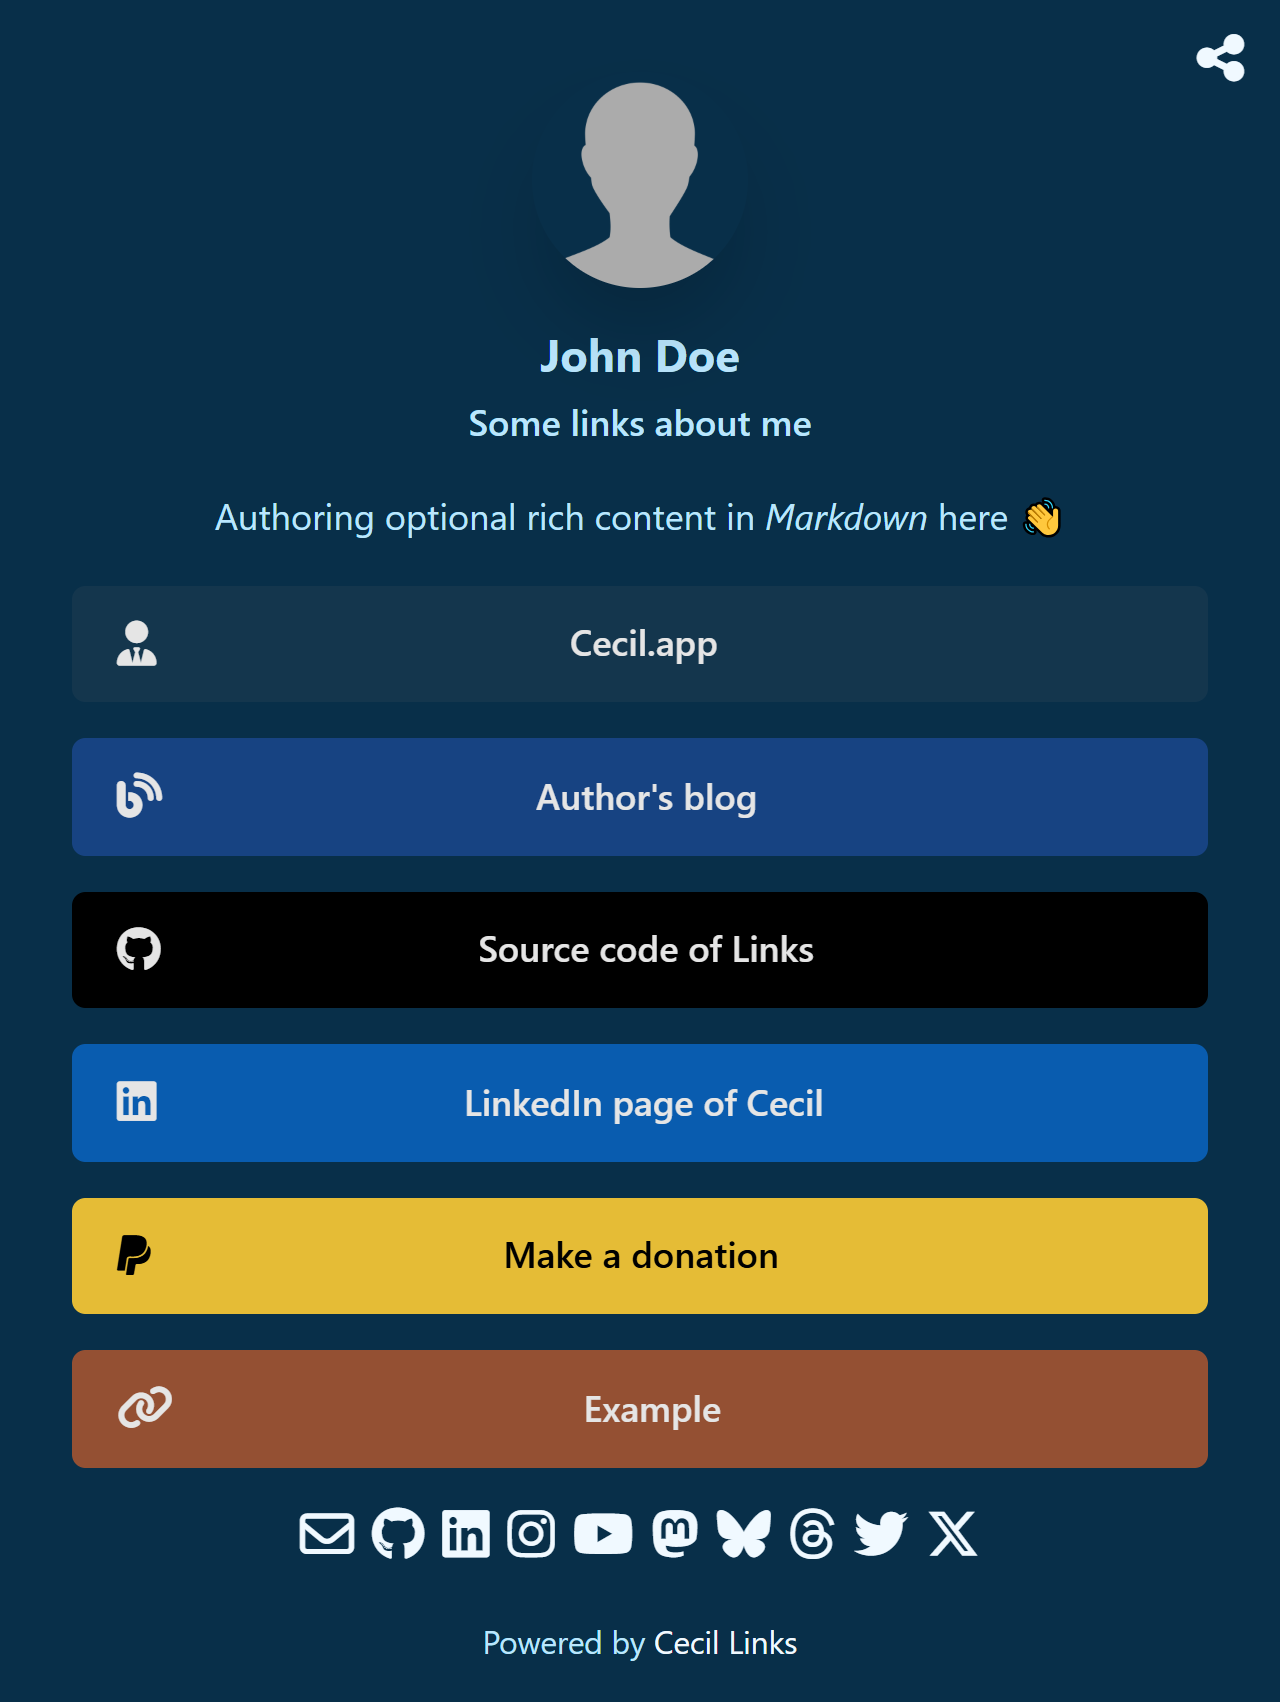 John Doe
Some links about me
Authoring optional rich content in Markdown here 👋
Cecil.app
Author's blog
Source code of Links
LinkedIn page of Cecil
Make a donation
Example
Powered by Cecil Links